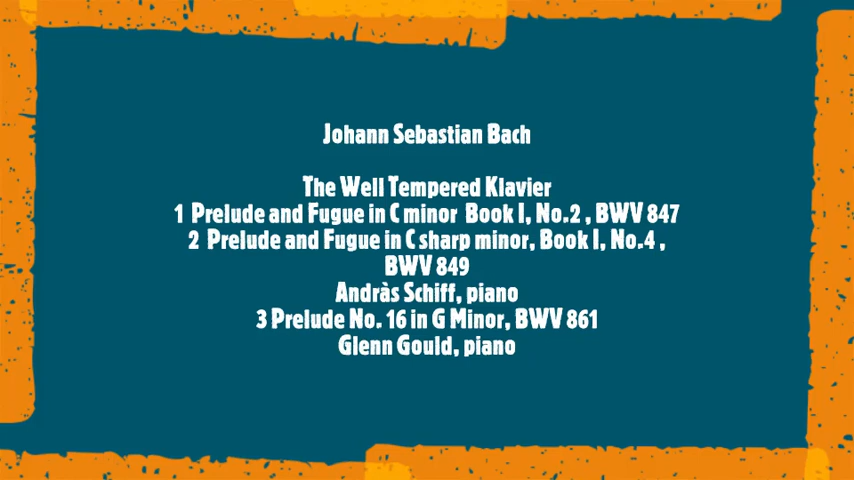 Johann Sebastian Bach
The Well Tempered Klavier
1 Prelude and Fugue in C minor Book I, No.2 , BWV 847
2 Prelude and Fugue in C sharp minor, Book I, No.4 ,
BWV 849
Andràs Schiff, piano
3 Prelude No. 16 in G Minor, BWV 861
Glenn Gould, piano